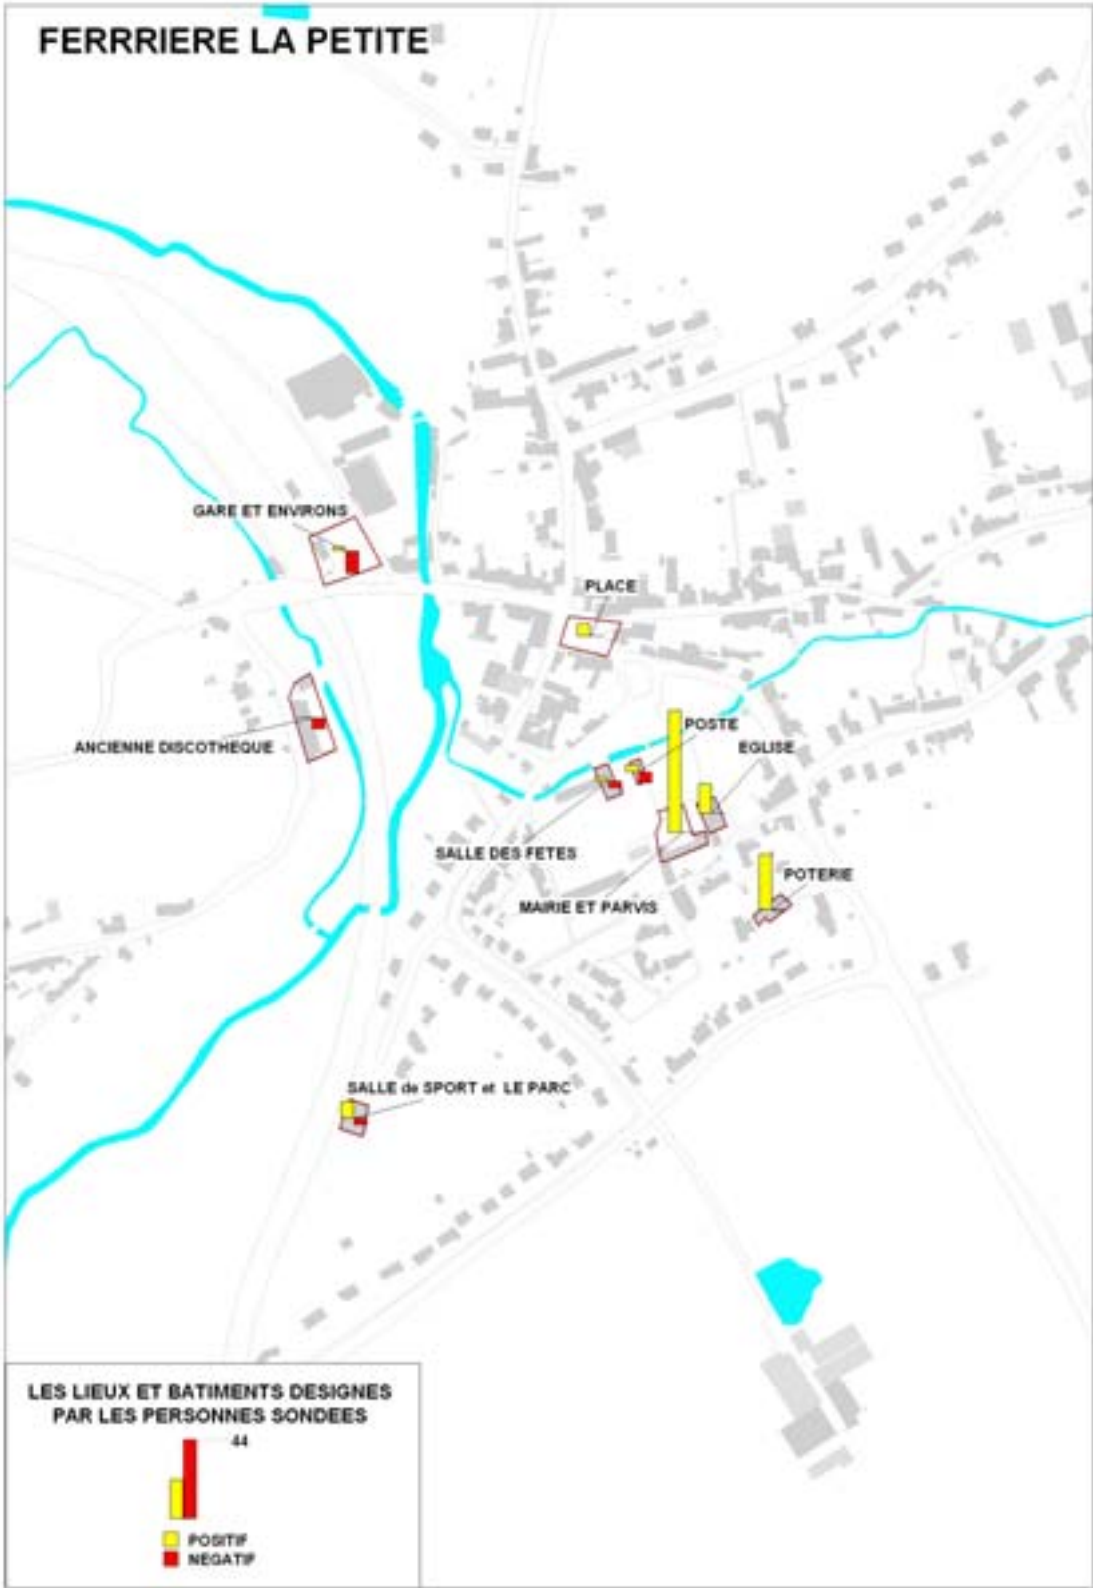 FERRRIERE LA PETITE
GARE ET ENVIRONS
PLACE
POSTE
EGLISE
ANCIENNE DISCOTHEQUE
SALLE DES FETES
POTERIE
MAIRIE ET PARVIS
SALLE de SPORT et LE PARC
LES LIEUX ET BATIMENTS DESIGNES
PAR LES PERSONNES SONDEES
44
POSITIF
NEGATIF